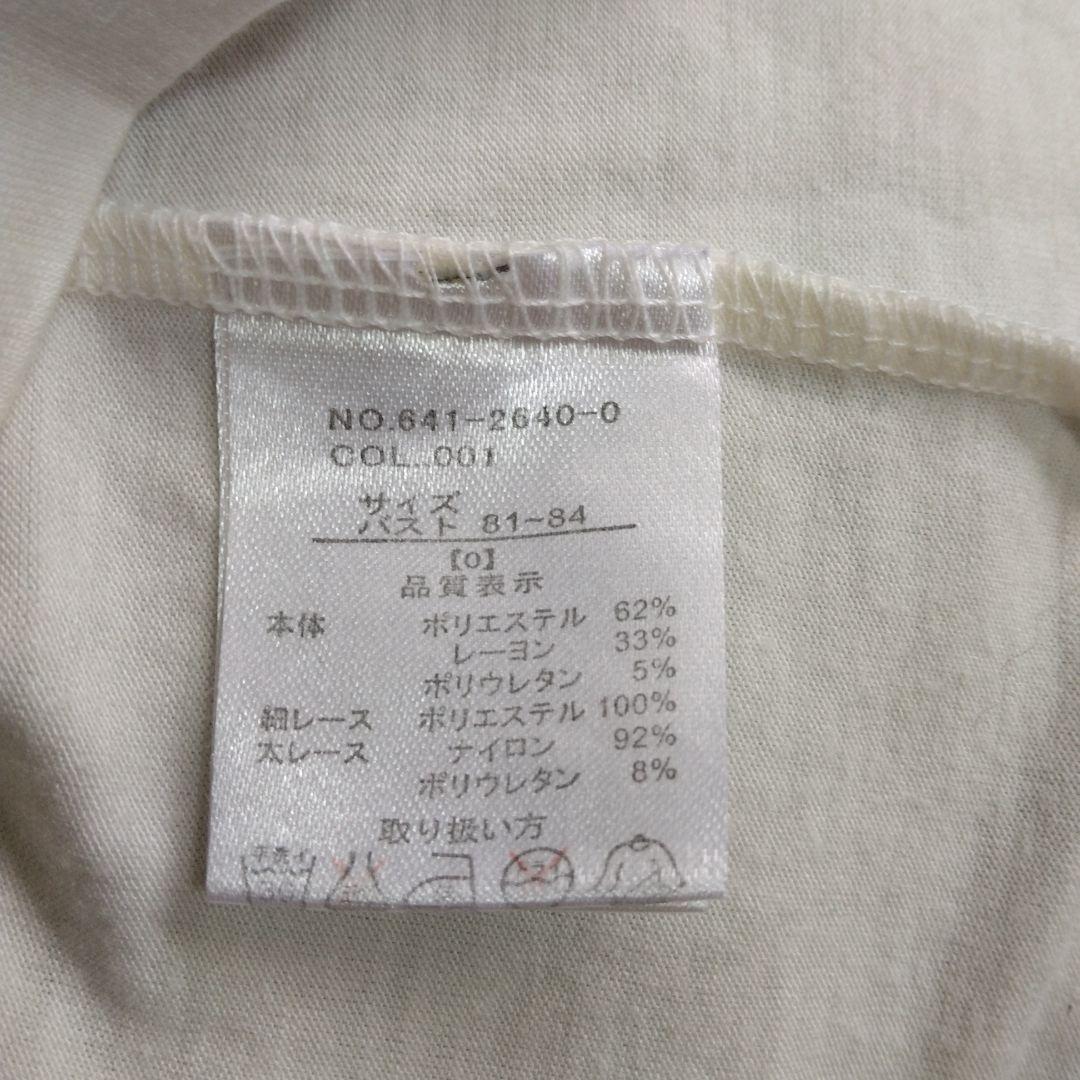 NO.641-2640-0
COL..001
サイズ
バスト 81~84
【0】
品質表示
本体 ポリエステル 62%
レーヨン 33%
ポリウレタン 5%
細レース ポリエステル 100%
太レース ナイロン 92%
ポリウレタン 8%
取り扱い方
手洗イ